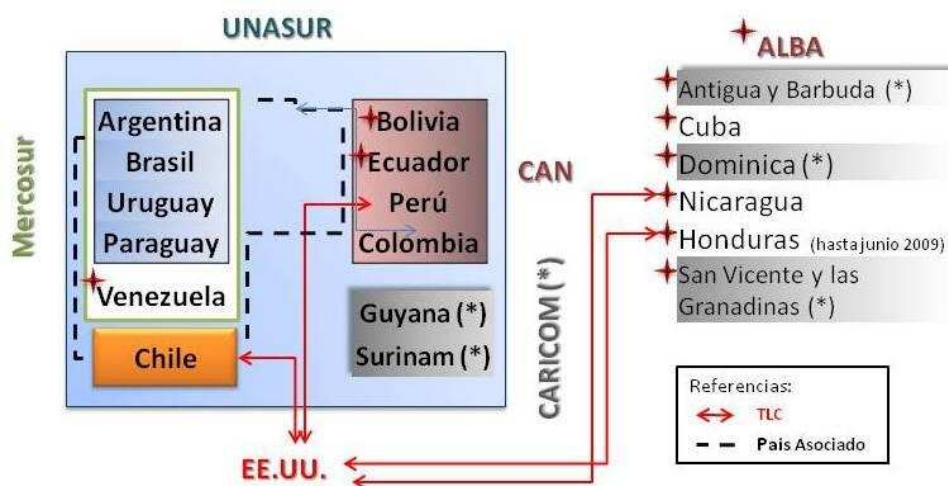 UNASUR
Mercosur
Argentina
Brasil
Uruguay
Paraguay
Venezuela
Chile
Bolivia
Ecuador
Perú
Colombia
CAN
Guyana (*)
Surinam (*)
CARICOM (*)
EE.UU.
ALBA
Antigua y Barbuda (*)
Cuba
Dominica (*)
Nicaragua
Honduras (hasta junio 2009)
San Vicente y las
Granadinas (*)
Referencias:
TLC
País Asociado